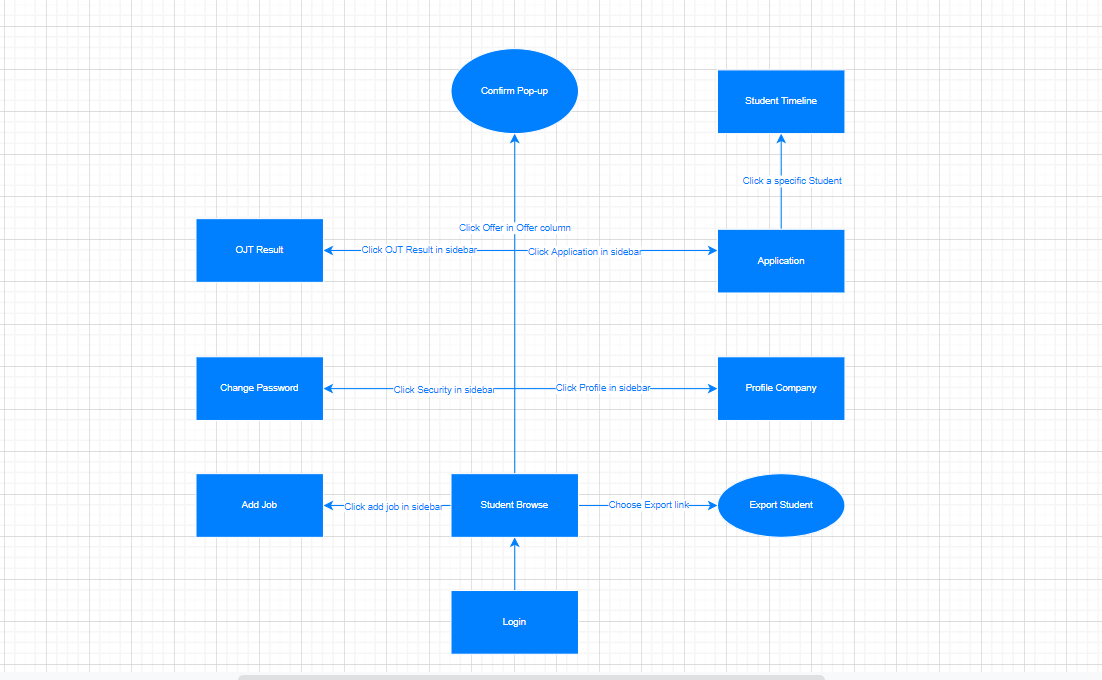 Confirm Pop-up
Student Timeline
Click a specific Student
Click Offer in Offer column
OJT Result
Click OJT Result in sidebar
Click Application in sidebar
Application
Change Password
Click Security in sidebar
Click Profile in sidebar
Profile Company
Add Job
Click add job in sidebar
Student Browse
Choose Export link
Export Student
Login